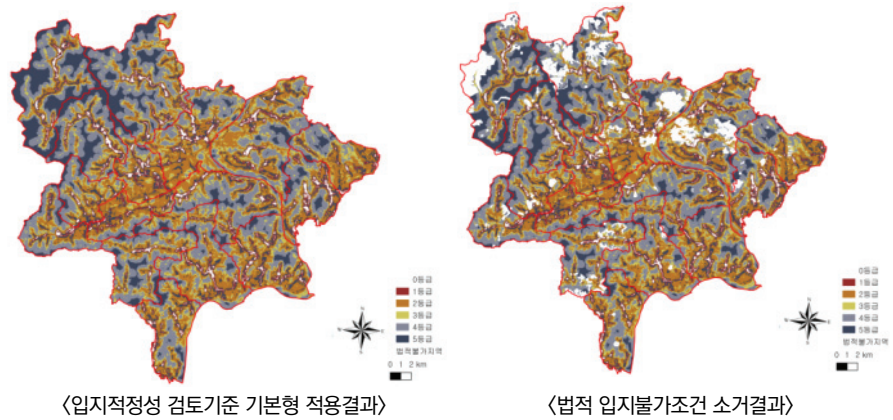 0등급
1등급
2등급
3등급
4등급
5등급
법적불가지역
N
W E
S
0 1 2 km
〈입지적정성 검토기준 기본형 적용결과〉
0등급
1등급
2등급
3등급
4등급
5등급
법적불가지역
N
W E
S
0 1 2 km
〈법적 입지불가조건 소거결과〉